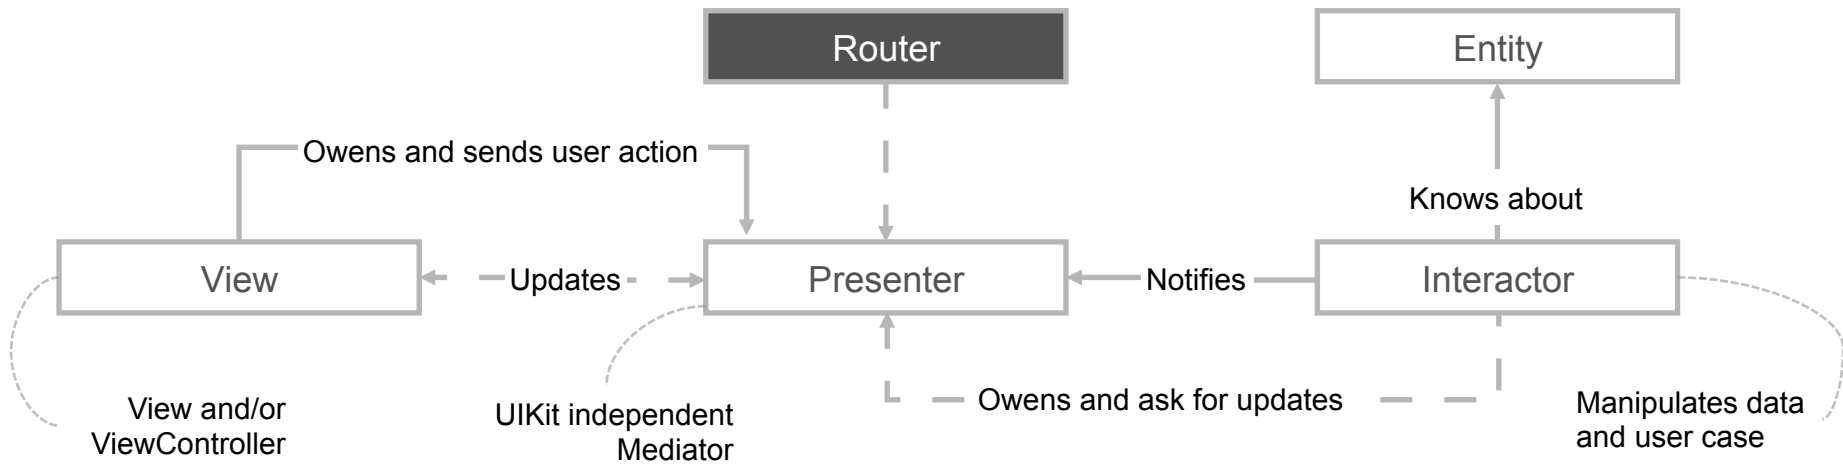 Router
Entity
Owens and sends user action
Knows about
View
Updates
Presenter
Notifies
Interactor
View and/or
ViewController
UIKit independent
Mediator
Owens and ask for updates
Manipulates data
and user case